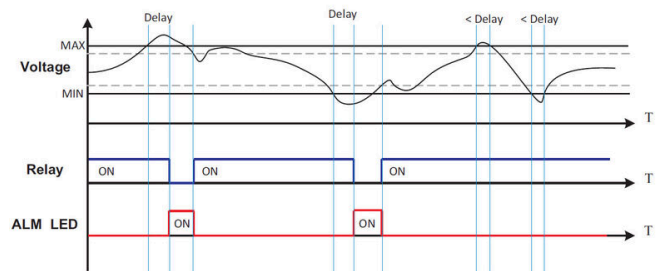 Delay Delay < Delay < Delay
MAX
Voltage
MIN
T
Relay ON ON ON
T
ALM LED ON ON
T